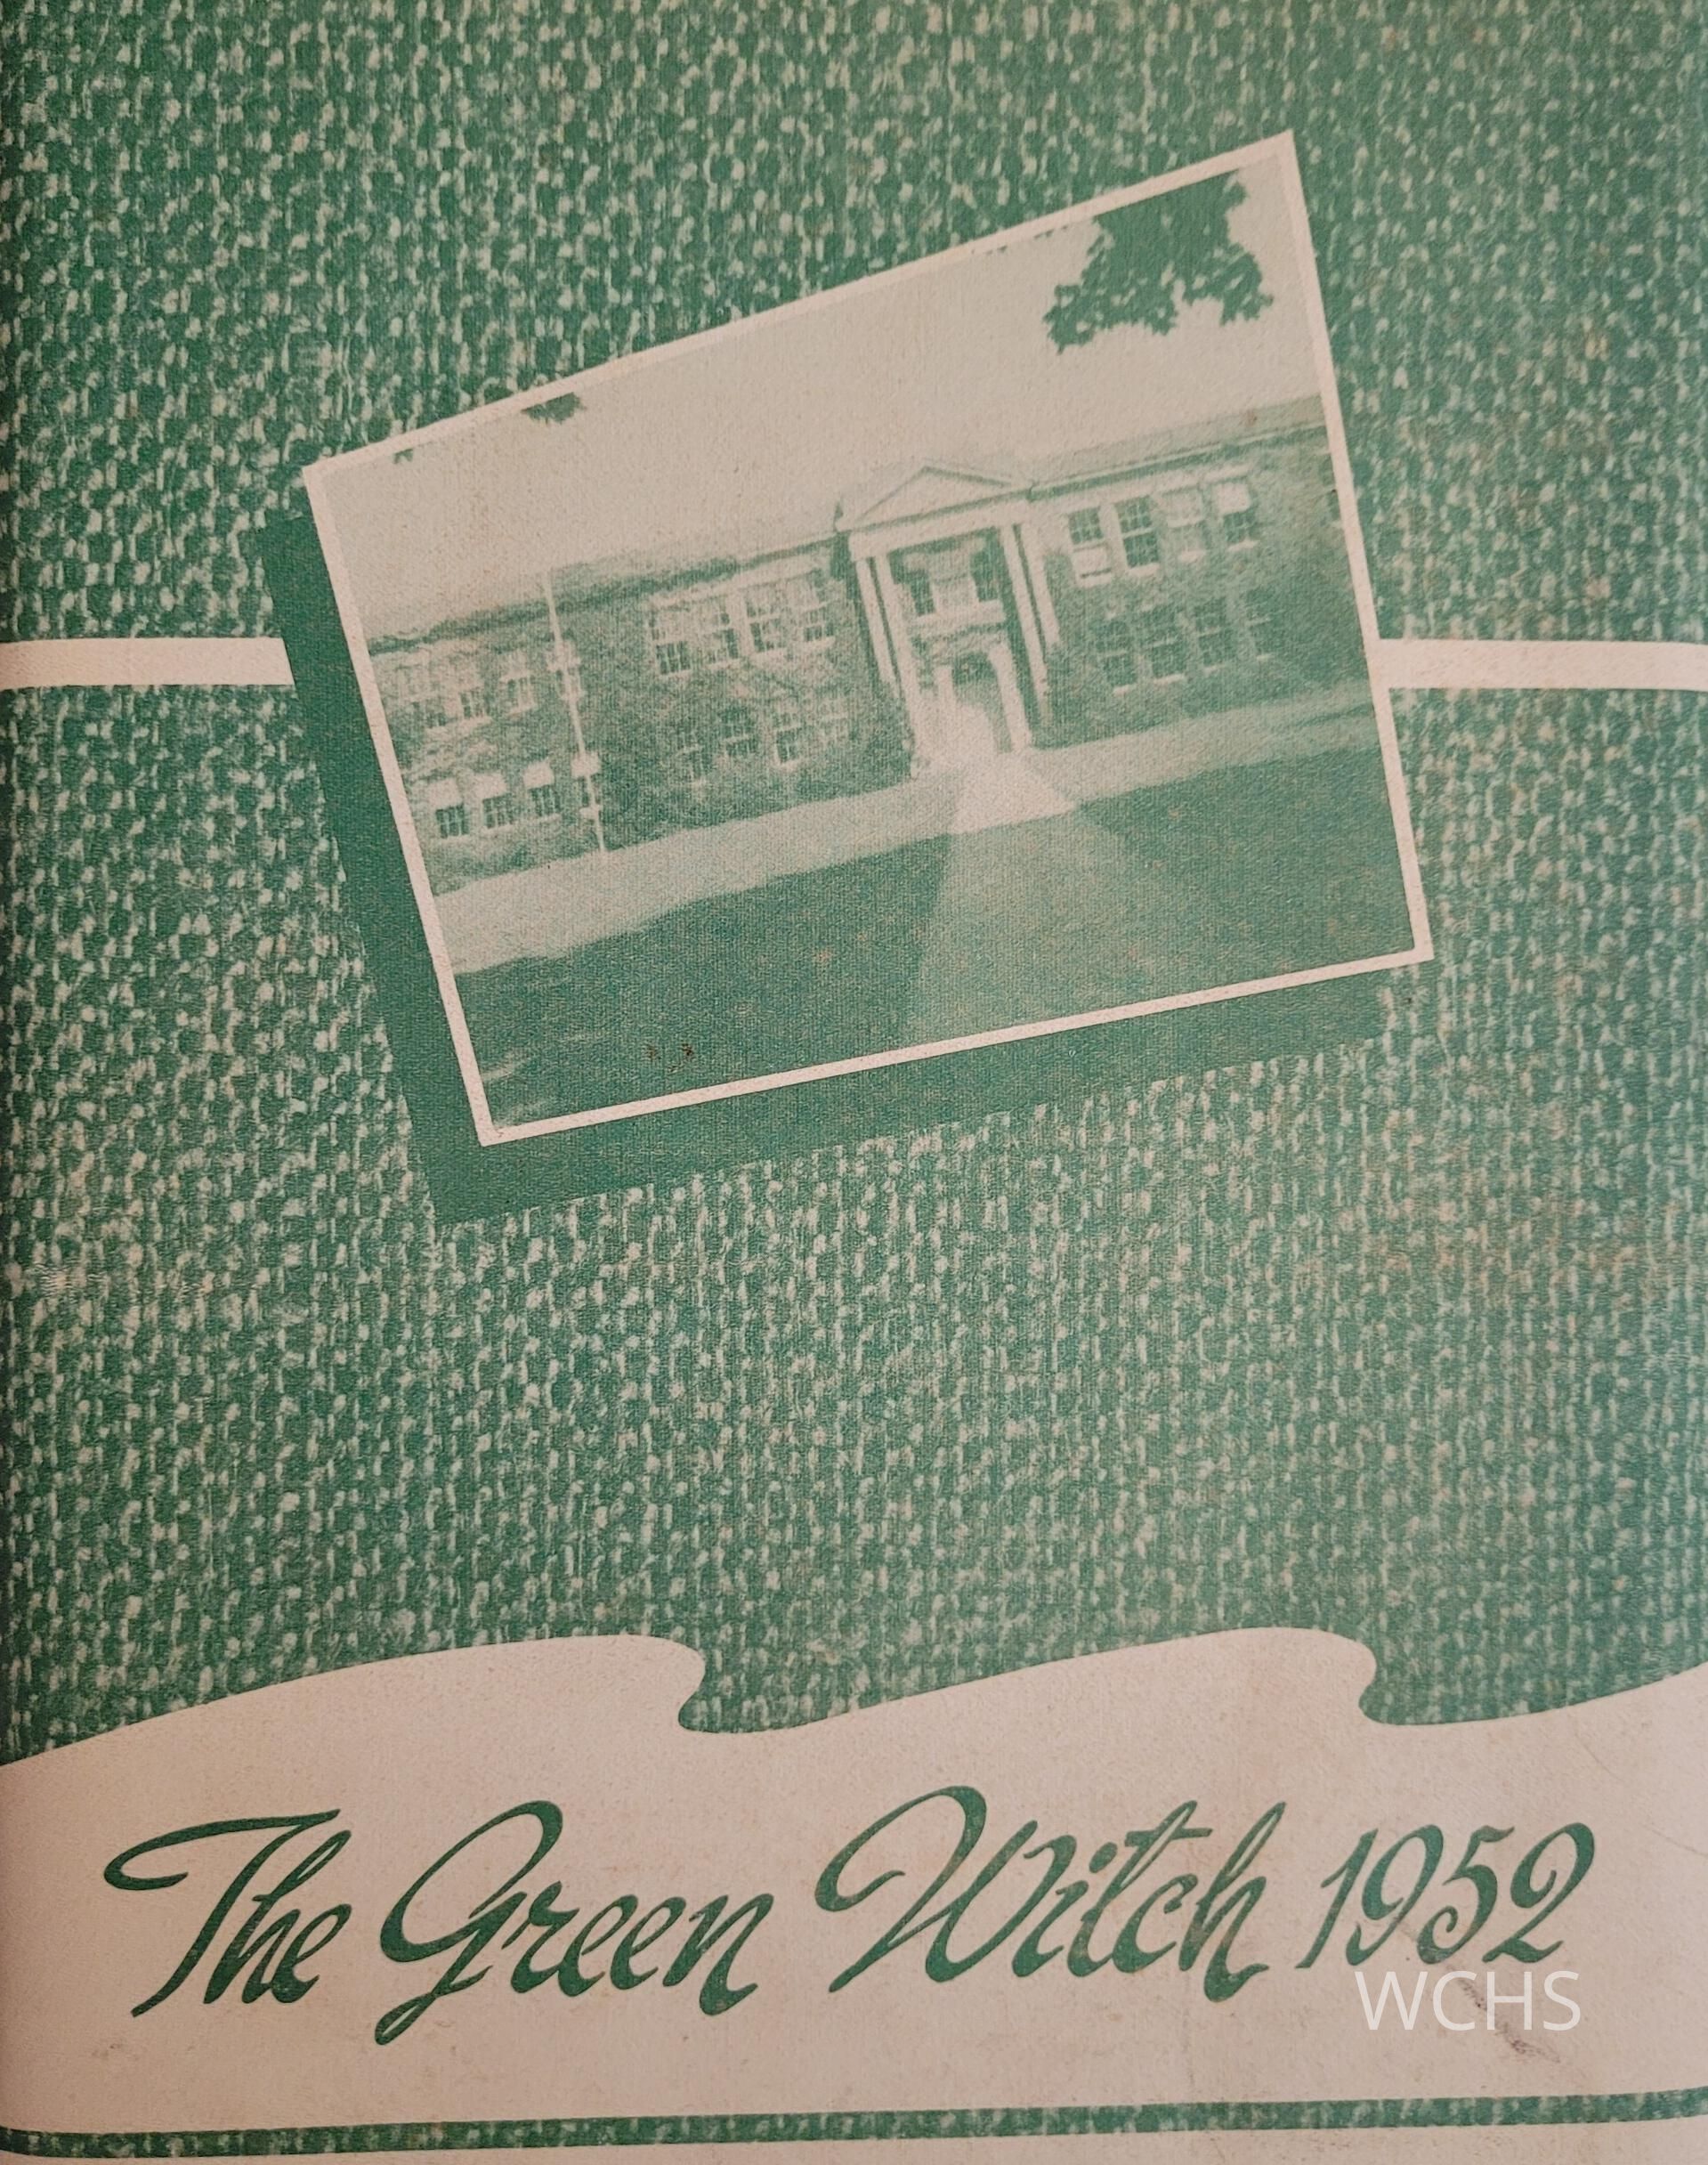 The Green Witch 1952
WCHS